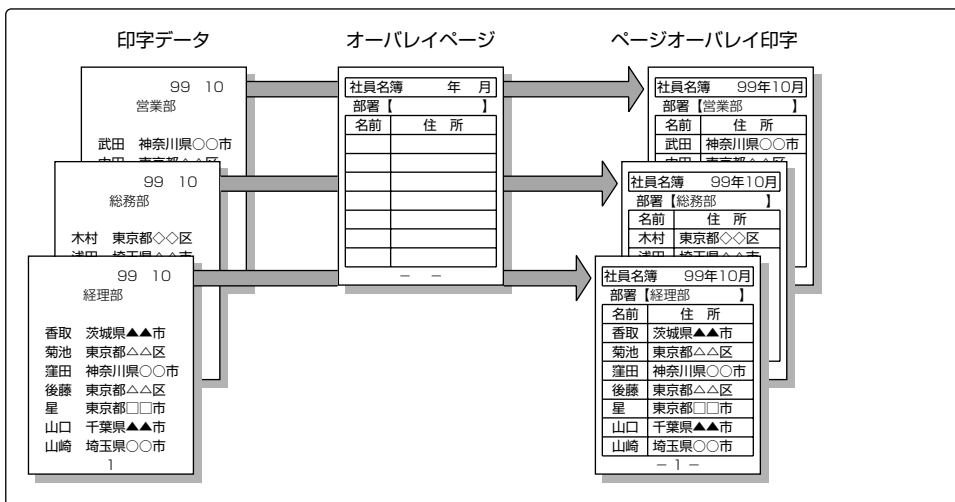 印字データ
オーバレイページ
ページオーバレイ印字
99 10
営業部
武田 神奈川県○○市
99 10
総務部
木村 東京都◇◇区
99 10
経理部
香取 茨城県▲▲市
菊池 東京都△△区
窪田 神奈川県○○市
後藤 東京都△△区
星 東京都□□市
山口 千葉県▲▲市
山崎 埼玉県○○市
1
社員名簿 年 月
部署【 】
名前 住 所
− −
社員名簿 99年10月
部署【営業部 】
名前 住 所
武田 神奈川県○○市
社員名簿 99年10月
部署【総務部 】
名前 住 所
木村 東京都◇◇区
社員名簿 99年10月
部署【経理部 】
名前 住 所
香取 茨城県▲▲市
菊池 東京都△△区
窪田 神奈川県○○市
後藤 東京都△△区
星 東京都□□市
山口 千葉県▲▲市
山崎 埼玉県○○市
− 1 −